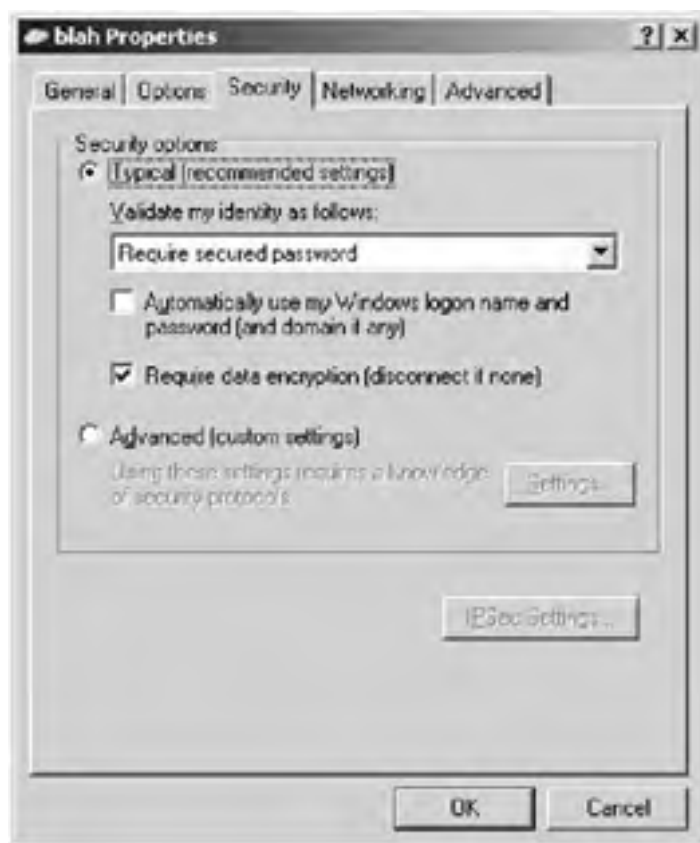 blah Properties
? ×
General Options Security Networking Advanced
Security options
Typical (recommended settings)
Validate my identity as follows:
Require secured password
Automatically use my Windows logon name and
password (and domain if any)
Require data encryption (disconnect if none)
Advanced (custom settings)
Using these settings requires a knowledge
of security protocols
Settings...
IPSec Settings...
OK Cancel